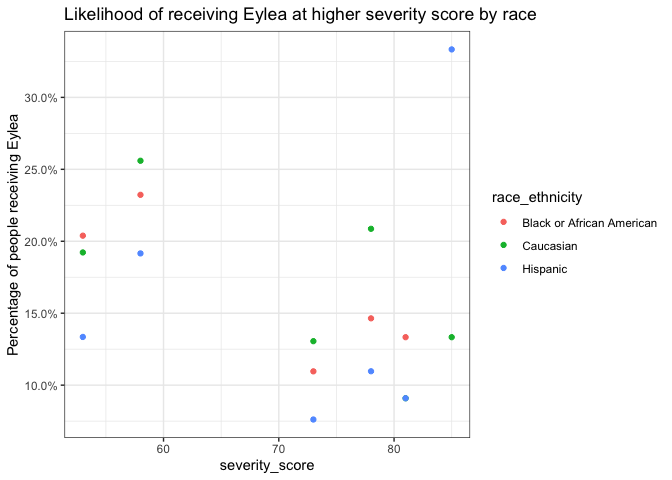 Likelihood of receiving Eylea at higher severity score by race
Percentage of people receiving Eylea
30.0%
25.0%
20.0%
15.0%
10.0%
60
70
80
severity_score
race_ethnicity
Black or African American
Caucasian
Hispanic